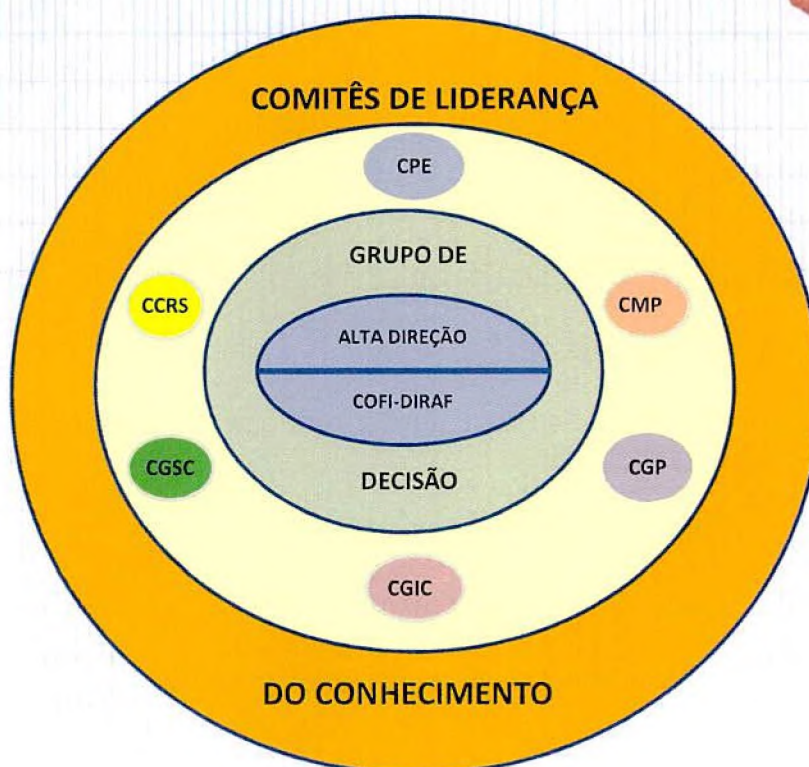 COMITÊS DE LIDERANÇA
CPE
GRUPO DE
CCRS
CMP
ALTA DIREÇÃO
COFI-DIRAF
CGSC
CGP
DECISÃO
CGIC
DO CONHECIMENTO